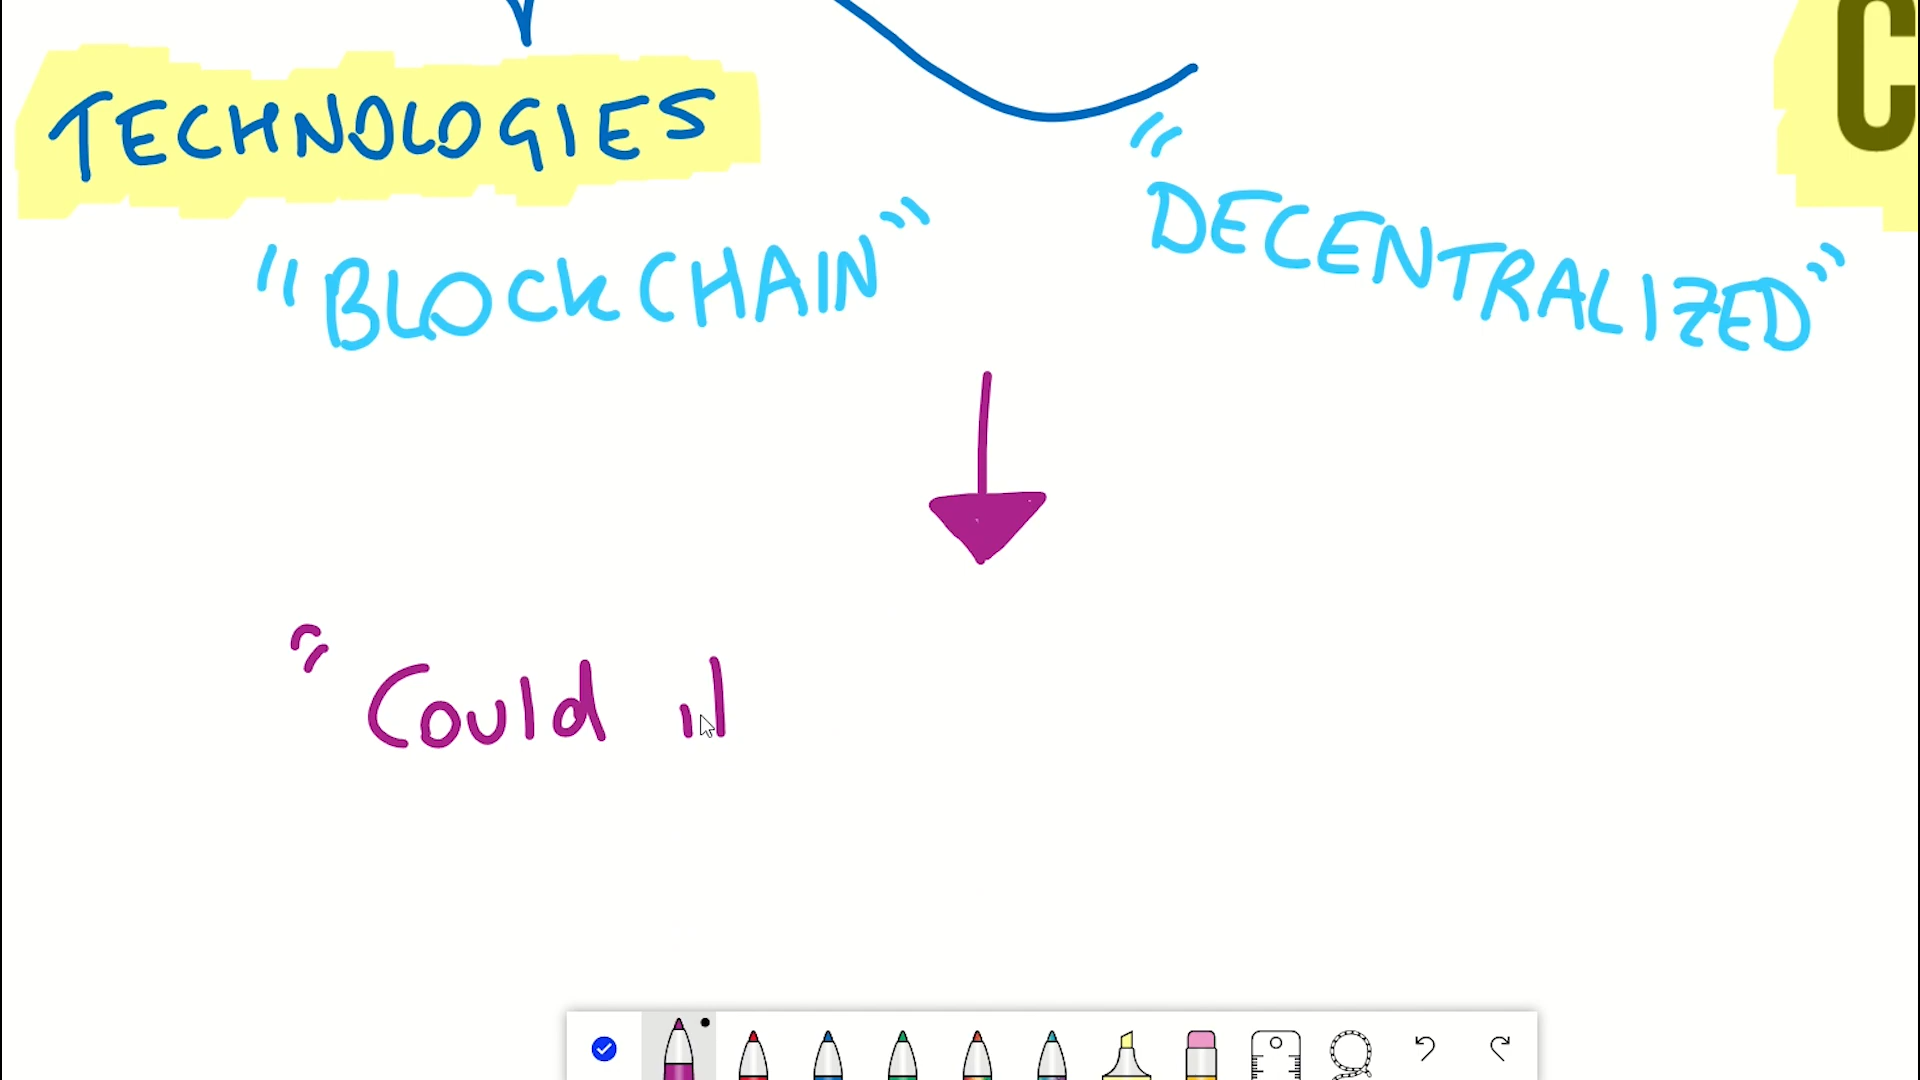 TECHNOLOGIES
C
"BLOCKCHAIN"
"DECENTRALIZED"
" Could